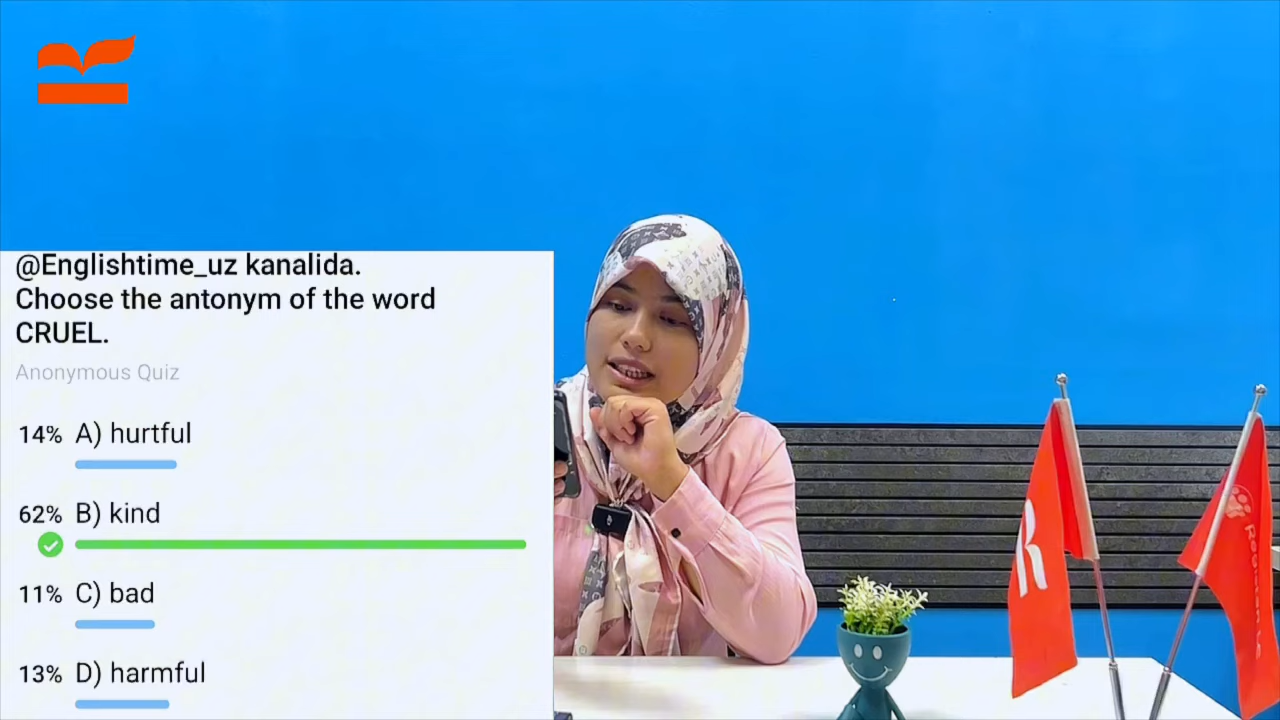 @Englishtime_uz kanalida.
Choose the antonym of the word
CRUEL.
Anonymous Quiz
14% A) hurtful
62% B) kind
11% C) bad
13% D) harmful
R